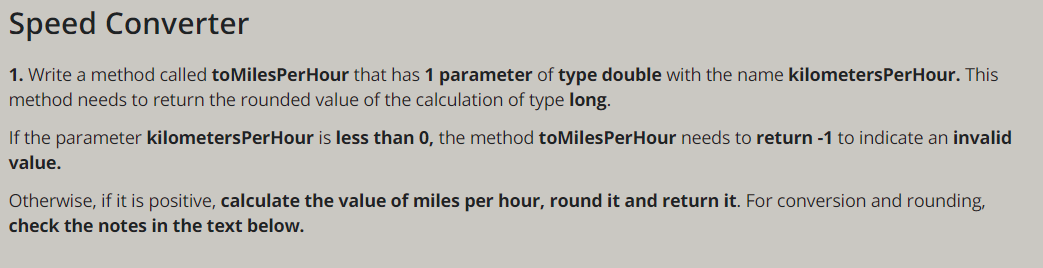 Speed Converter
1. Write a method called toMilesPerHour that has 1 parameter of type double with the name kilometersPerHour. This
method needs to return the rounded value of the calculation of type long.
If the parameter kilometersPerHour is less than 0, the method toMilesPerHour needs to return -1 to indicate an invalid
value.
Otherwise, if it is positive, calculate the value of miles per hour, round it and return it. For conversion and rounding,
check the notes in the text below.